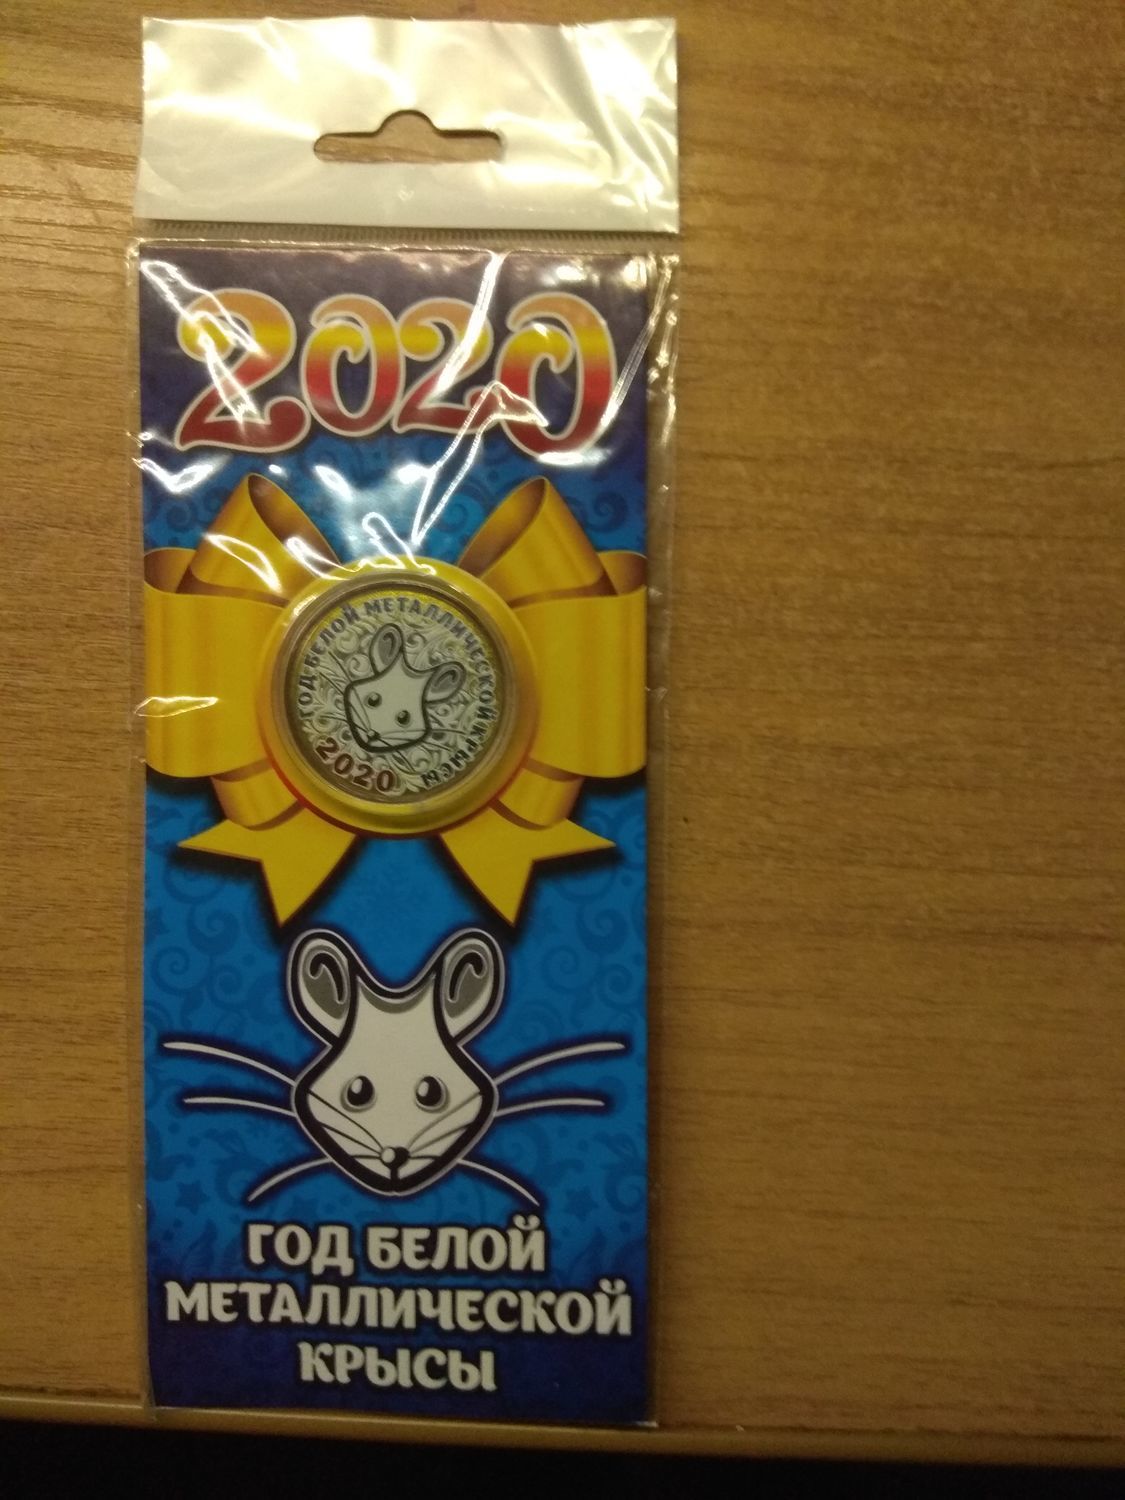 2020
ГОД БЕЛОЙ МЕТАЛЛИЧЕСКОЙ КРЫСЫ
2020
ГОД БЕЛОЙ
МЕТАЛЛИЧЕСКОЙ
КРЫСЫ